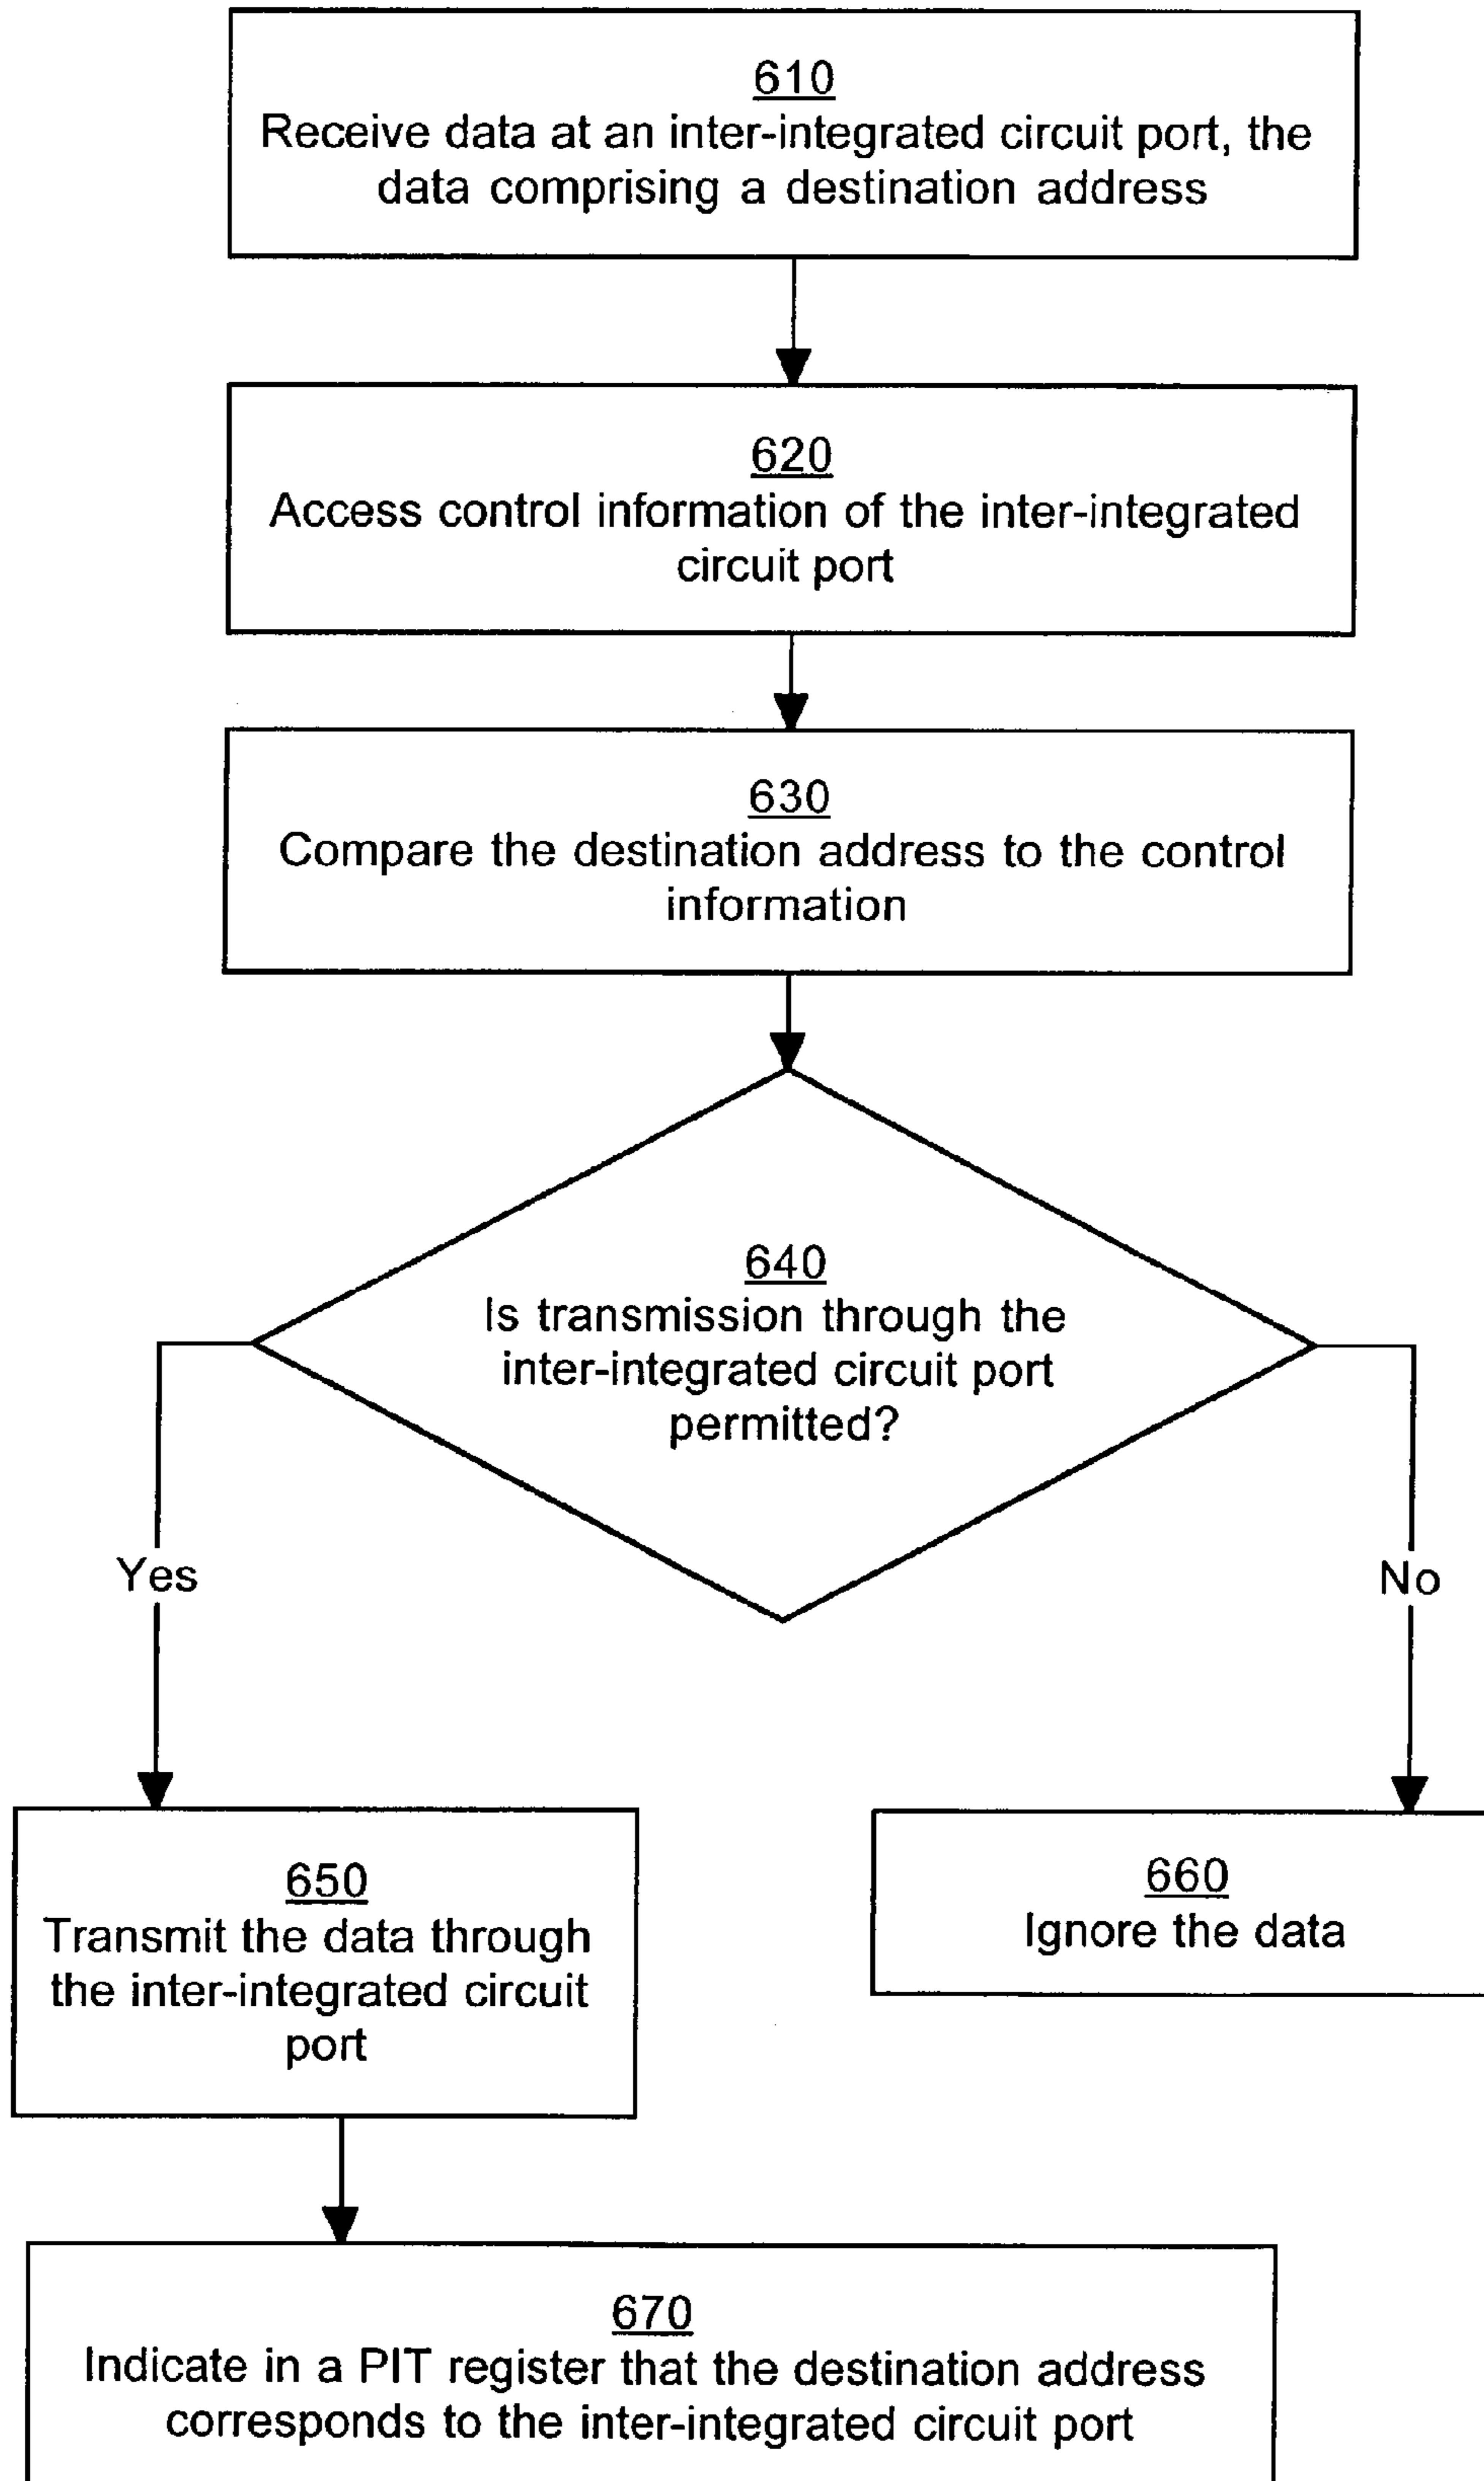 610
Receive data at an inter-integrated circuit port, the
data comprising a destination address
620
Access control information of the inter-integrated
circuit port
630
Compare the destination address to the control
information
640
Is transmission through the
inter-integrated circuit port
permitted?
Yes
No
650
Transmit the data through
the inter-integrated circuit
port
660
Ignore the data
670
Indicate in a PIT register that the destination address
corresponds to the inter-integrated circuit port